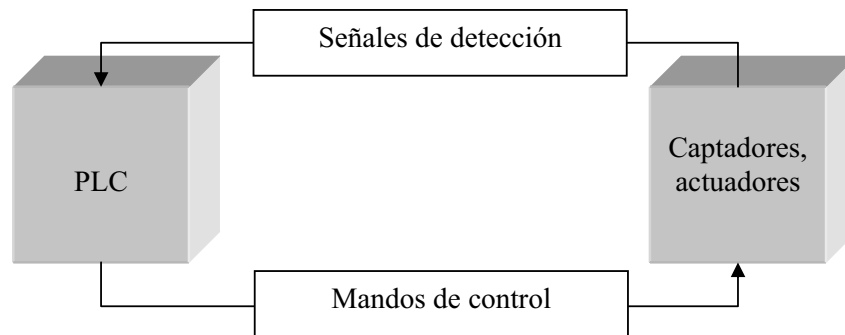 Señales de detección
PLC
Captadores,
actuadores
Mandos de control